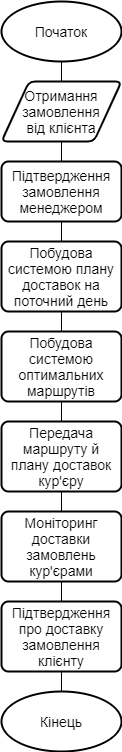 Початок
Отримання
замовлення
від клієнта
Підтвердження
замовлення
менеджером
Побудова
системою плану
доставок на
поточний день
Побудова
системою
оптимальних
маршрутів
Передача
маршруту й
плану доставок
кур'єру
Моніторинг
доставки
замовлень
кур'єрами
Підтвердження
про доставку
замовлення
клієнту
Кінець